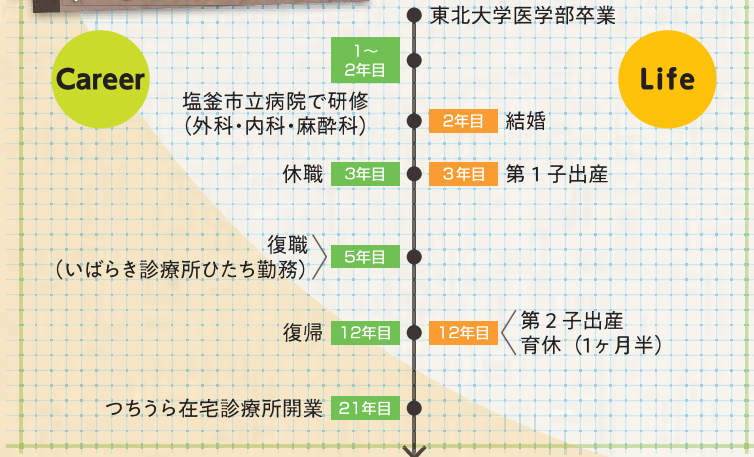 東北大学医学部卒業
Career
Life
1〜
2年目
塩釜市立病院で研修
（外科・内科・麻酔科）
2年目 結婚
休職 3年目 3年目 第1子出産
復職
（いばらき診療所ひたち勤務）
5年目
復帰 12年目 12年目 第2子出産
育休（1ヶ月半）
つちうら在宅診療所開業 21年目